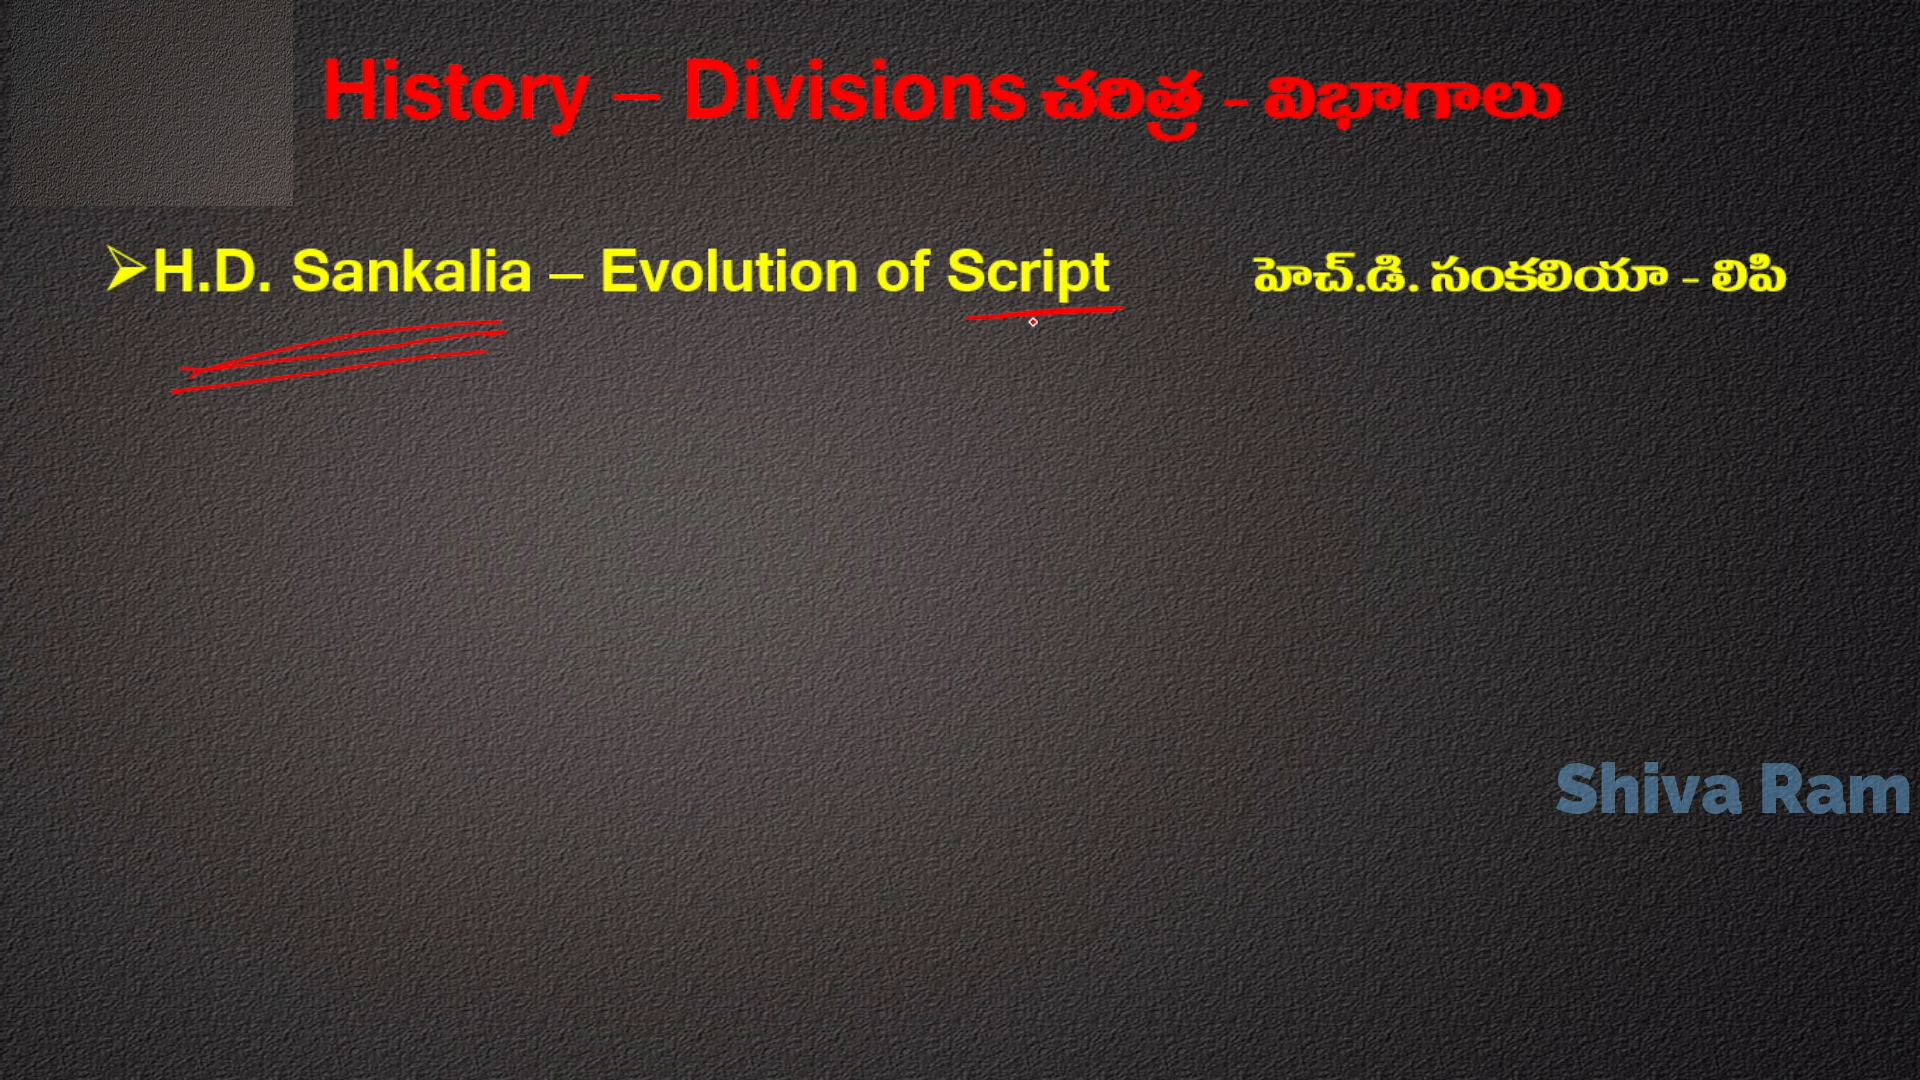 History – Divisions చరిత్ర - విభాగాలు
➢H.D. Sankalia – Evolution of Script హెచ్.డి. సంకలియా - లిపి
Shiva Ram